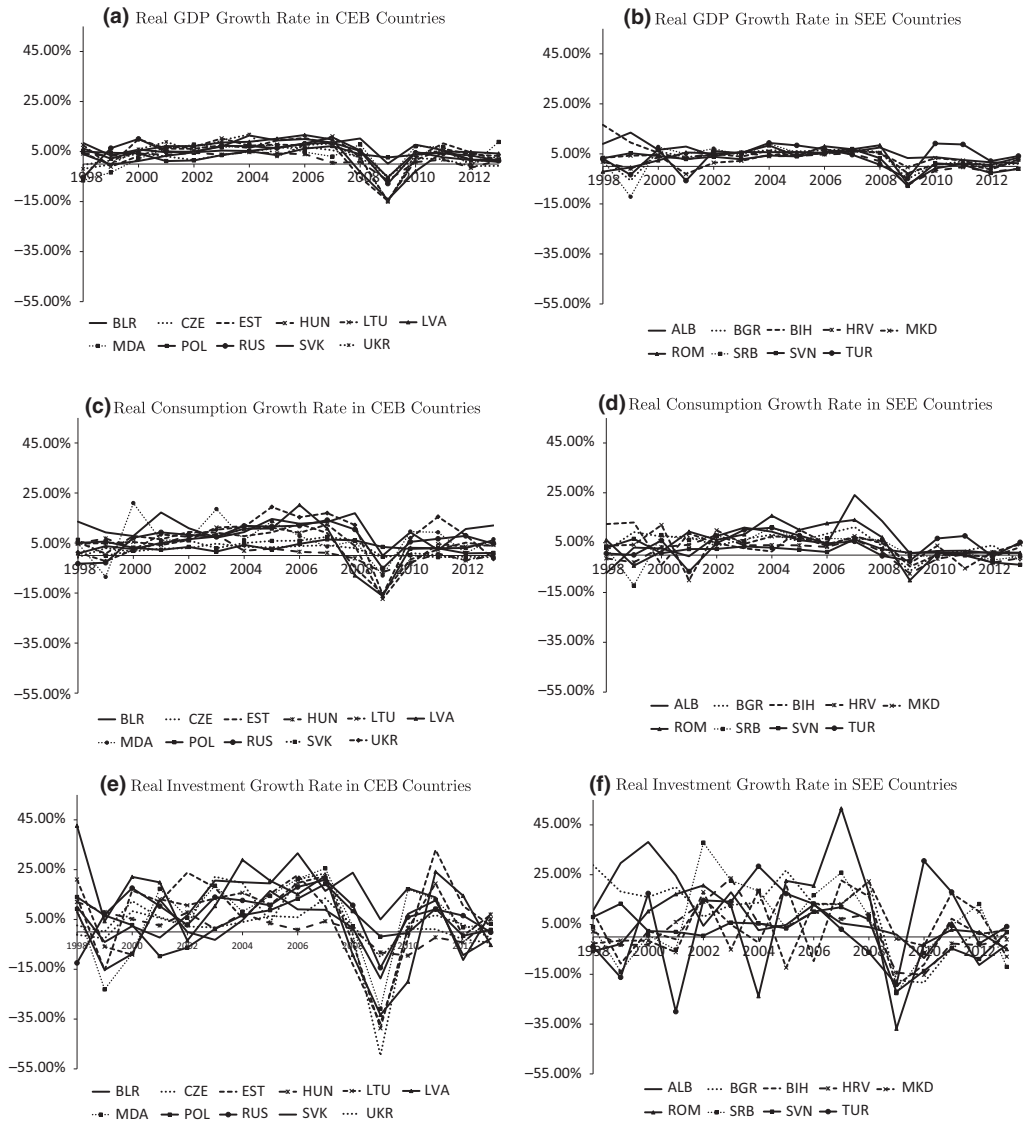 (a) Real GDP Growth Rate in CEB Countries
45.00%
25.00%
5.00%
1998 2000 2002 2004 2006 2008 2010 2012
−15.00%
−35.00%
−55.00%
BLR CZE EST HUN LTU LVA
MDA POL RUS SVK UKR
(b) Real GDP Growth Rate in SEE Countries
45.00%
25.00%
5.00%
1998 2000 2002 2004 2006 2008 2010 2012
−15.00%
−35.00%
−55.00%
ALB BGR BIH HRV MKD
ROM SRB SVN TUR
(c) Real Consumption Growth Rate in CEB Countries
45.00%
25.00%
5.00%
1998 2000 2002 2004 2006 2008 2010 2012
−15.00%
−35.00%
−55.00%
BLR CZE EST HUN LTU LVA
MDA POL RUS SVK UKR
(d) Real Consumption Growth Rate in SEE Countries
45.00%
25.00%
5.00%
1998 2000 2002 2004 2006 2008 2010 2012
−15.00%
−35.00%
−55.00%
ALB BGR BIH HRV MKD
ROM SRB SVN TUR
(e) Real Investment Growth Rate in CEB Countries
45.00%
25.00%
5.00%
1998 2000 2002 2004 2006 2008 2010 2012
−15.00%
−35.00%
−55.00%
BLR CZE EST HUN LTU LVA
MDA POL RUS SVK UKR
(f) Real Investment Growth Rate in SEE Countries
45.00%
25.00%
5.00%
1998 2000 2002 2004 2006 2008 2010 2012
−15.00%
−35.00%
−55.00%
ALB BGR BIH HRV MKD
ROM SRB SVN TUR